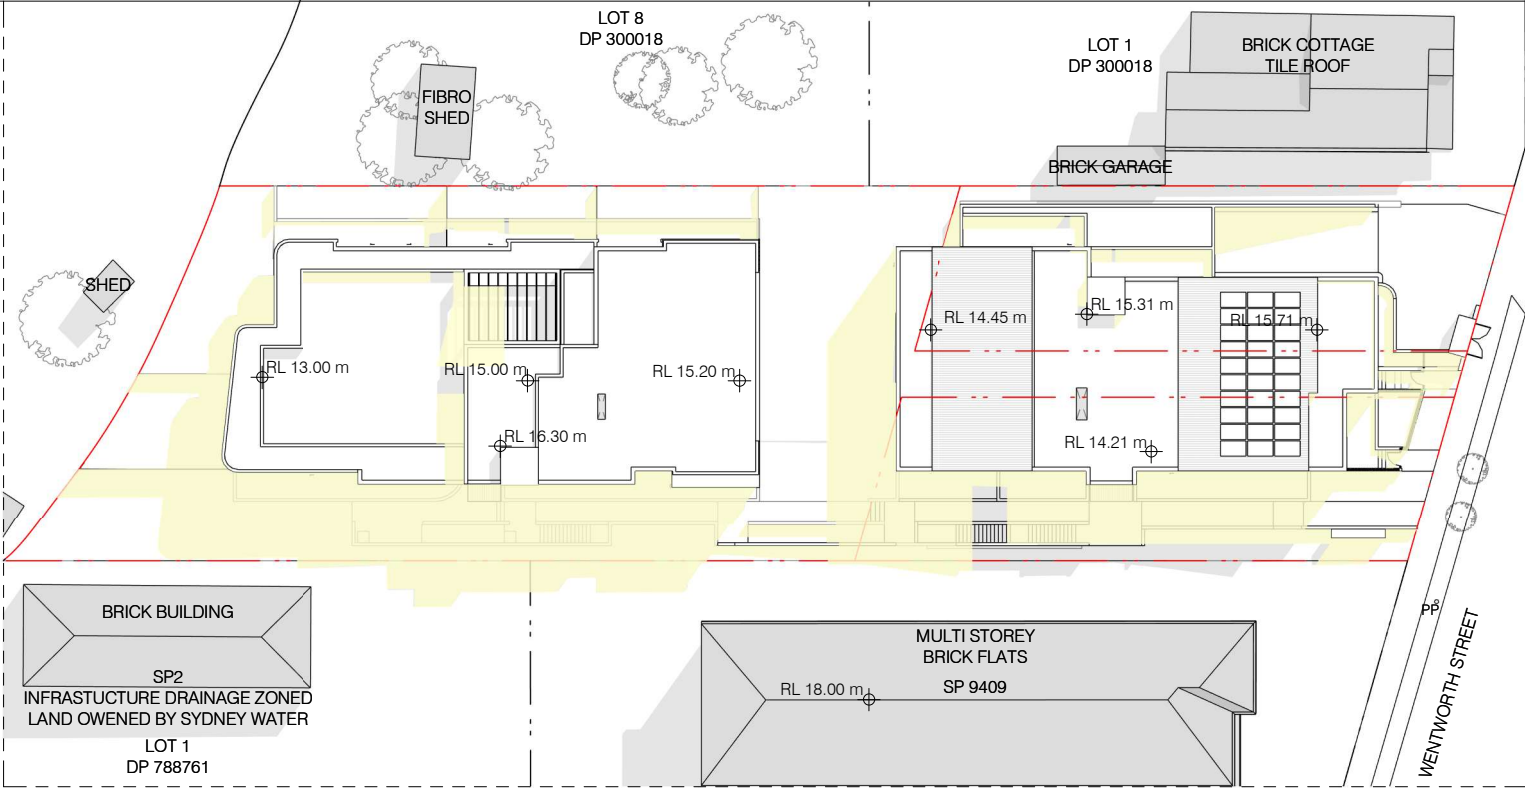 LOT 8
DP 300018
LOT 1
DP 300018
BRICK COTTAGE
TILE ROOF
FIBRO
SHED
BRICK GARAGE
SHED
RL 13.00 m
RL 15.00 m
RL 15.20 m
RL 16.30 m
RL 14.45 m
RL 15.31 m
RL 15.71 m
RL 14.21 m
BRICK BUILDING
SP2
INFRASTUCTURE DRAINAGE ZONED
LAND OWENED BY SYDNEY WATER
LOT 1
DP 788761
MULTI STOREY
BRICK FLATS
RL 18.00 m
SP 9409
PP
WENTWORTH STREET